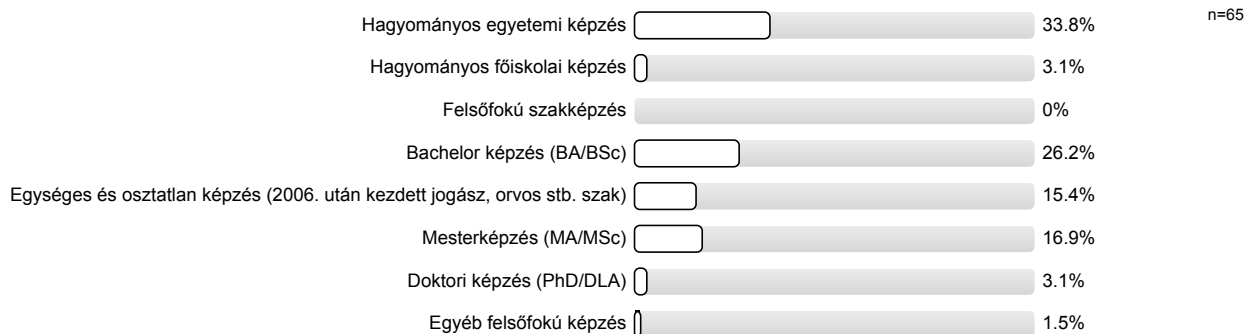 n=65
Hagyományos egyetemi képzés 33.8%
Hagyományos főiskolai képzés 3.1%
Felsőfokú szakképzés 0%
Bachelor képzés (BA/BSc) 26.2%
Egységes és osztatlan képzés (2006. után kezdett jogász, orvos stb. szak) 15.4%
Mesterképzés (MA/MSc) 16.9%
Doktori képzés (PhD/DLA) 3.1%
Egyéb felsőfokú képzés 1.5%